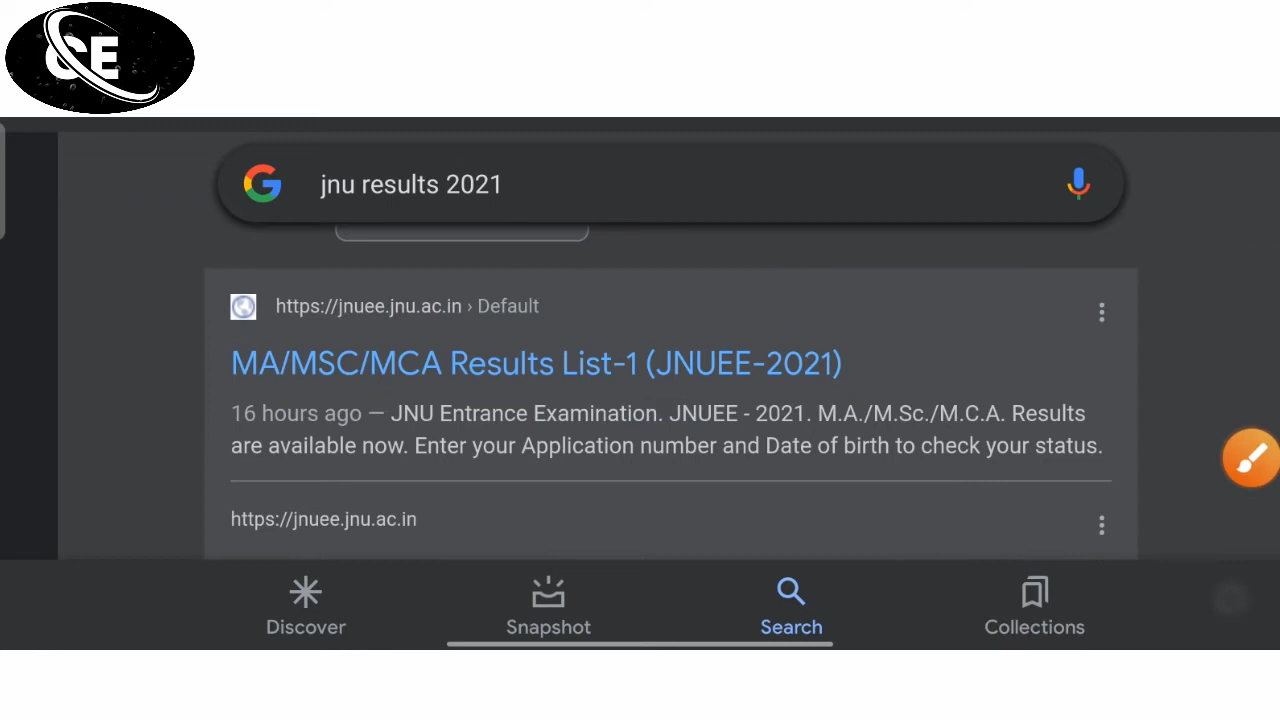 CE
jnu results 2021
https://jnuee.jnu.ac.in › Default
MA/MSC/MCA Results List-1 (JNUEE-2021)
16 hours ago — JNU Entrance Examination. JNUEE - 2021. M.A./M.Sc./M.C.A. Results
are available now. Enter your Application number and Date of birth to check your status.
https://jnuee.jnu.ac.in
Discover
Snapshot
Search
Collections